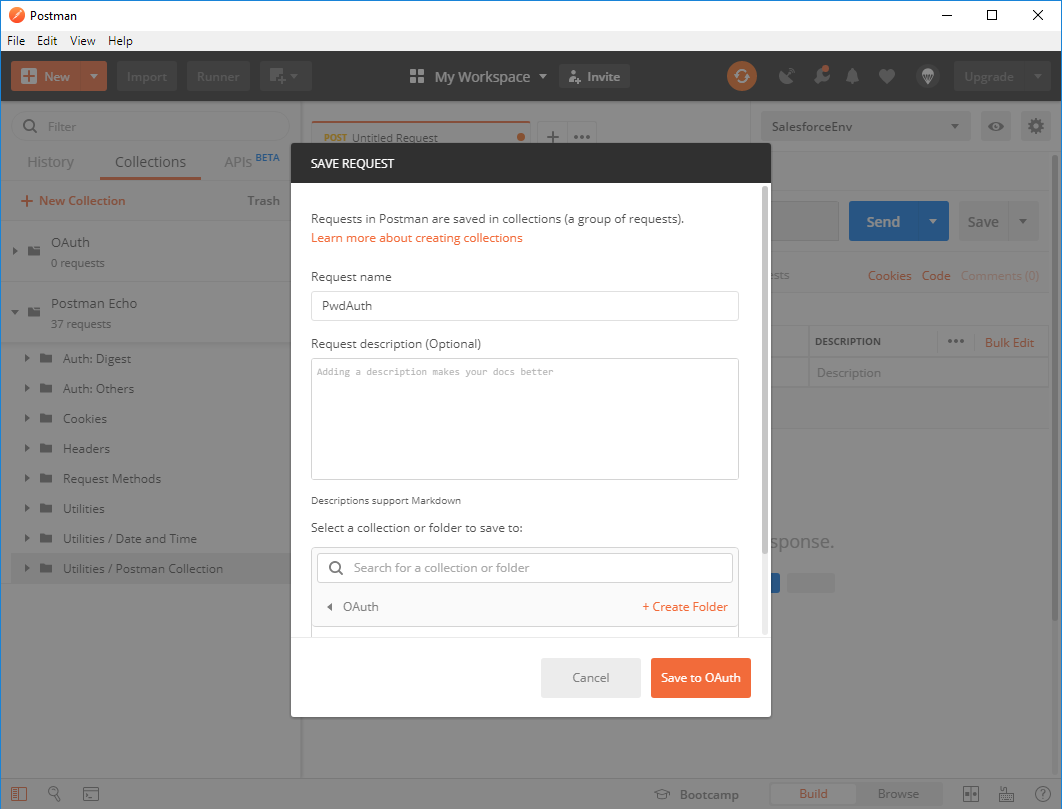 Postman
File Edit View Help
New Import Runner My Workspace Invite Upgrade
Filter
POST Untitled Request
SalesforceEnv
History Collections APIs BETA
New Collection Trash
OAuth
0 requests
Postman Echo
37 requests
Auth: Digest
Auth: Others
Cookies
Headers
Request Methods
Utilities
Utilities / Date and Time
Utilities / Postman Collection
SAVE REQUEST
Requests in Postman are saved in collections (a group of requests).
Learn more about creating collections
Request name
PwdAuth
Request description (Optional)
Adding a description makes your docs better
Descriptions support Markdown
Select a collection or folder to save to:
Search for a collection or folder
OAuth + Create Folder
Cancel Save to OAuth
Send Save
Cookies Code Comments (0)
DESCRIPTION Bulk Edit
Description
sponse.
Bootcamp Build Browse